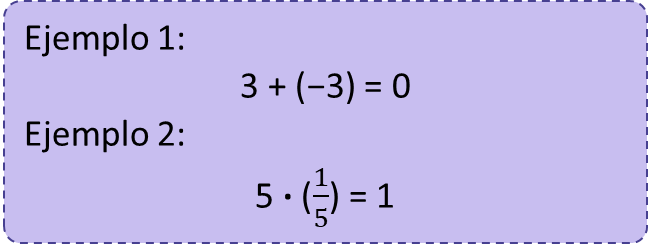 Ejemplo 1:
3 + (−3) = 0
Ejemplo 2:
5 · (1/5) = 1